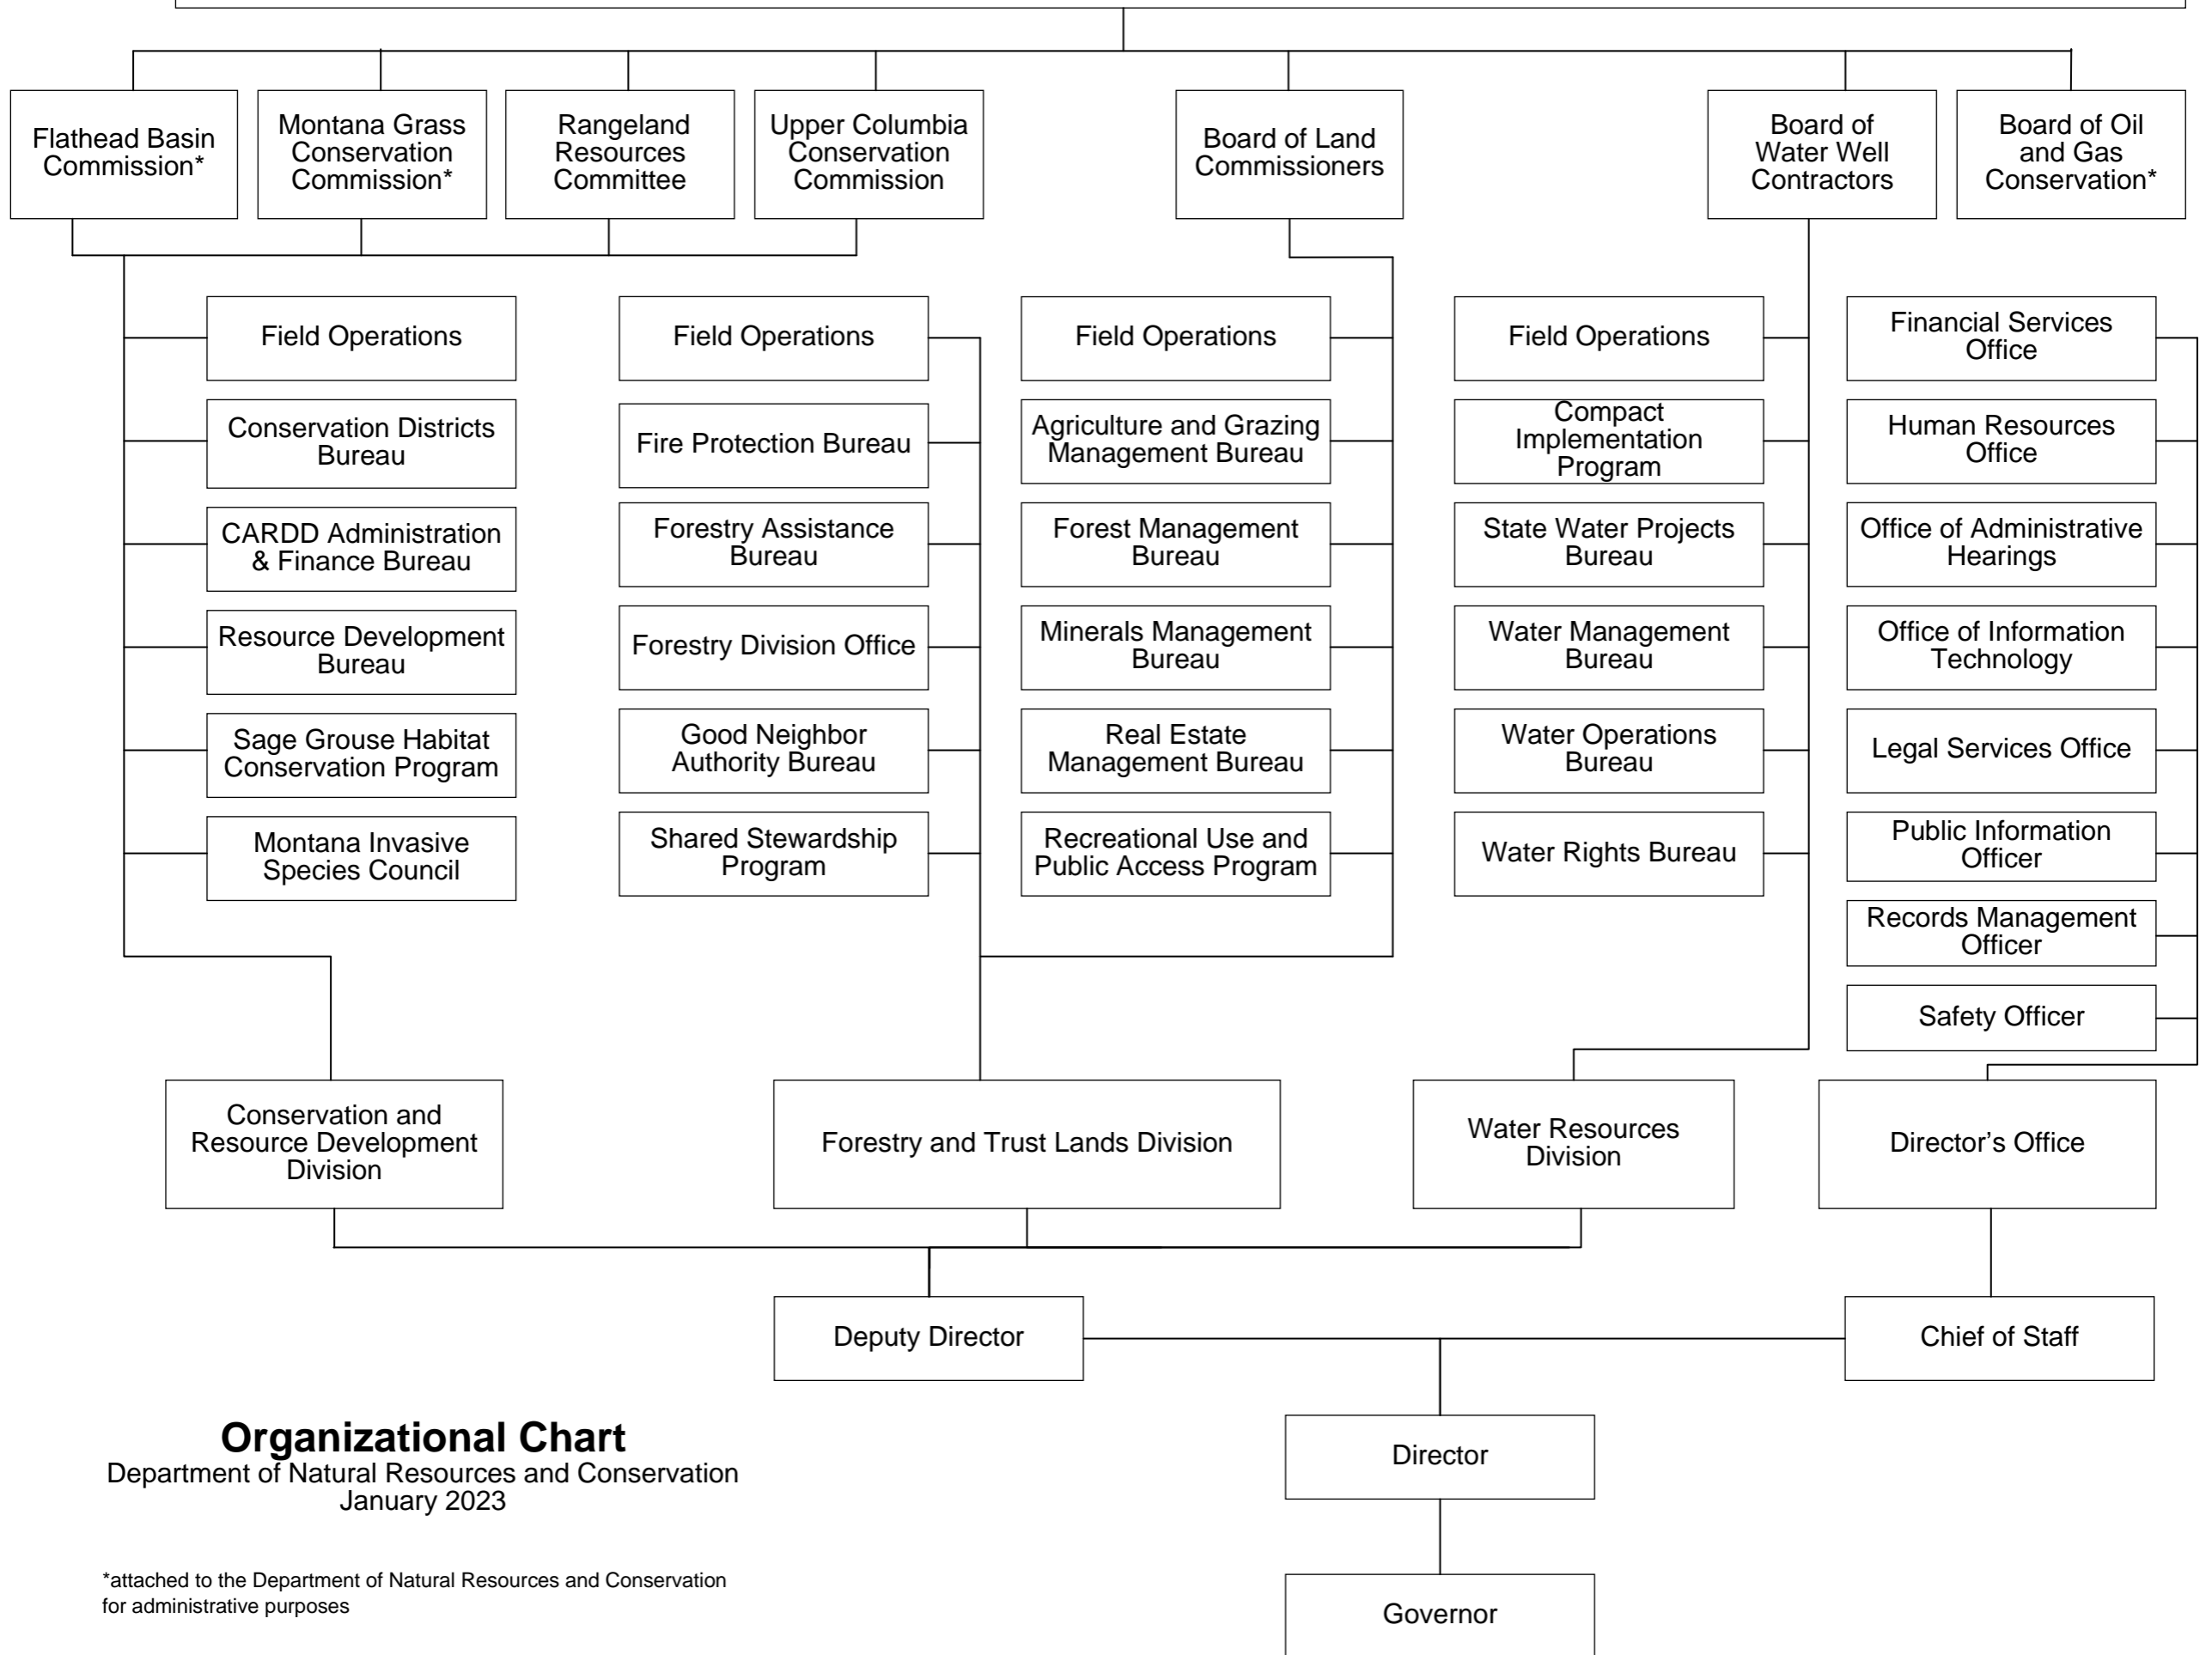 Flathead Basin
Commission*
Montana Grass
Conservation
Commission*
Rangeland
Resources
Committee
Upper Columbia
Conservation
Commission
Board of Land
Commissioners
Board of
Water Well
Contractors
Board of Oil
and Gas
Conservation*
Field Operations
Conservation Districts
Bureau
CARDD Administration
& Finance Bureau
Resource Development
Bureau
Sage Grouse Habitat
Conservation Program
Montana Invasive
Species Council
Field Operations
Fire Protection Bureau
Forestry Assistance
Bureau
Forestry Division Office
Good Neighbor
Authority Bureau
Shared Stewardship
Program
Field Operations
Agriculture and Grazing
Management Bureau
Forest Management
Bureau
Minerals Management
Bureau
Real Estate
Management Bureau
Recreational Use and
Public Access Program
Field Operations
Compact
Implementation
Program
State Water Projects
Bureau
Water Management
Bureau
Water Operations
Bureau
Water Rights Bureau
Financial Services
Office
Human Resources
Office
Office of Administrative
Hearings
Office of Information
Technology
Legal Services Office
Public Information
Officer
Records Management
Officer
Safety Officer
Conservation and
Resource Development
Division
Forestry and Trust Lands Division
Water Resources
Division
Director’s Office
Deputy Director
Chief of Staff
Director
Governor
Organizational Chart
Department of Natural Resources and Conservation
January 2023
*attached to the Department of Natural Resources and Conservation
for administrative purposes